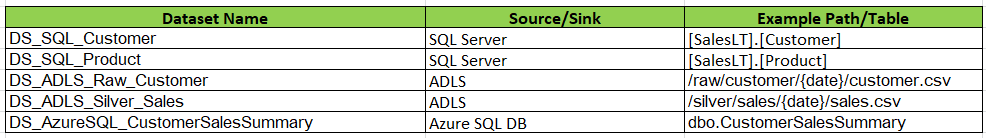 Dataset Name Source/Sink Example Path/Table
DS_SQL_Customer SQL Server [SalesLT].[Customer]
DS_SQL_Product SQL Server [SalesLT].[Product]
DS_ADLS_Raw_Customer ADLS /raw/customer/{date}/customer.csv
DS_ADLS_Silver_Sales ADLS /silver/sales/{date}/sales.csv
DS_AzureSQL_CustomerSalesSummary Azure SQL DB dbo.CustomerSalesSummary